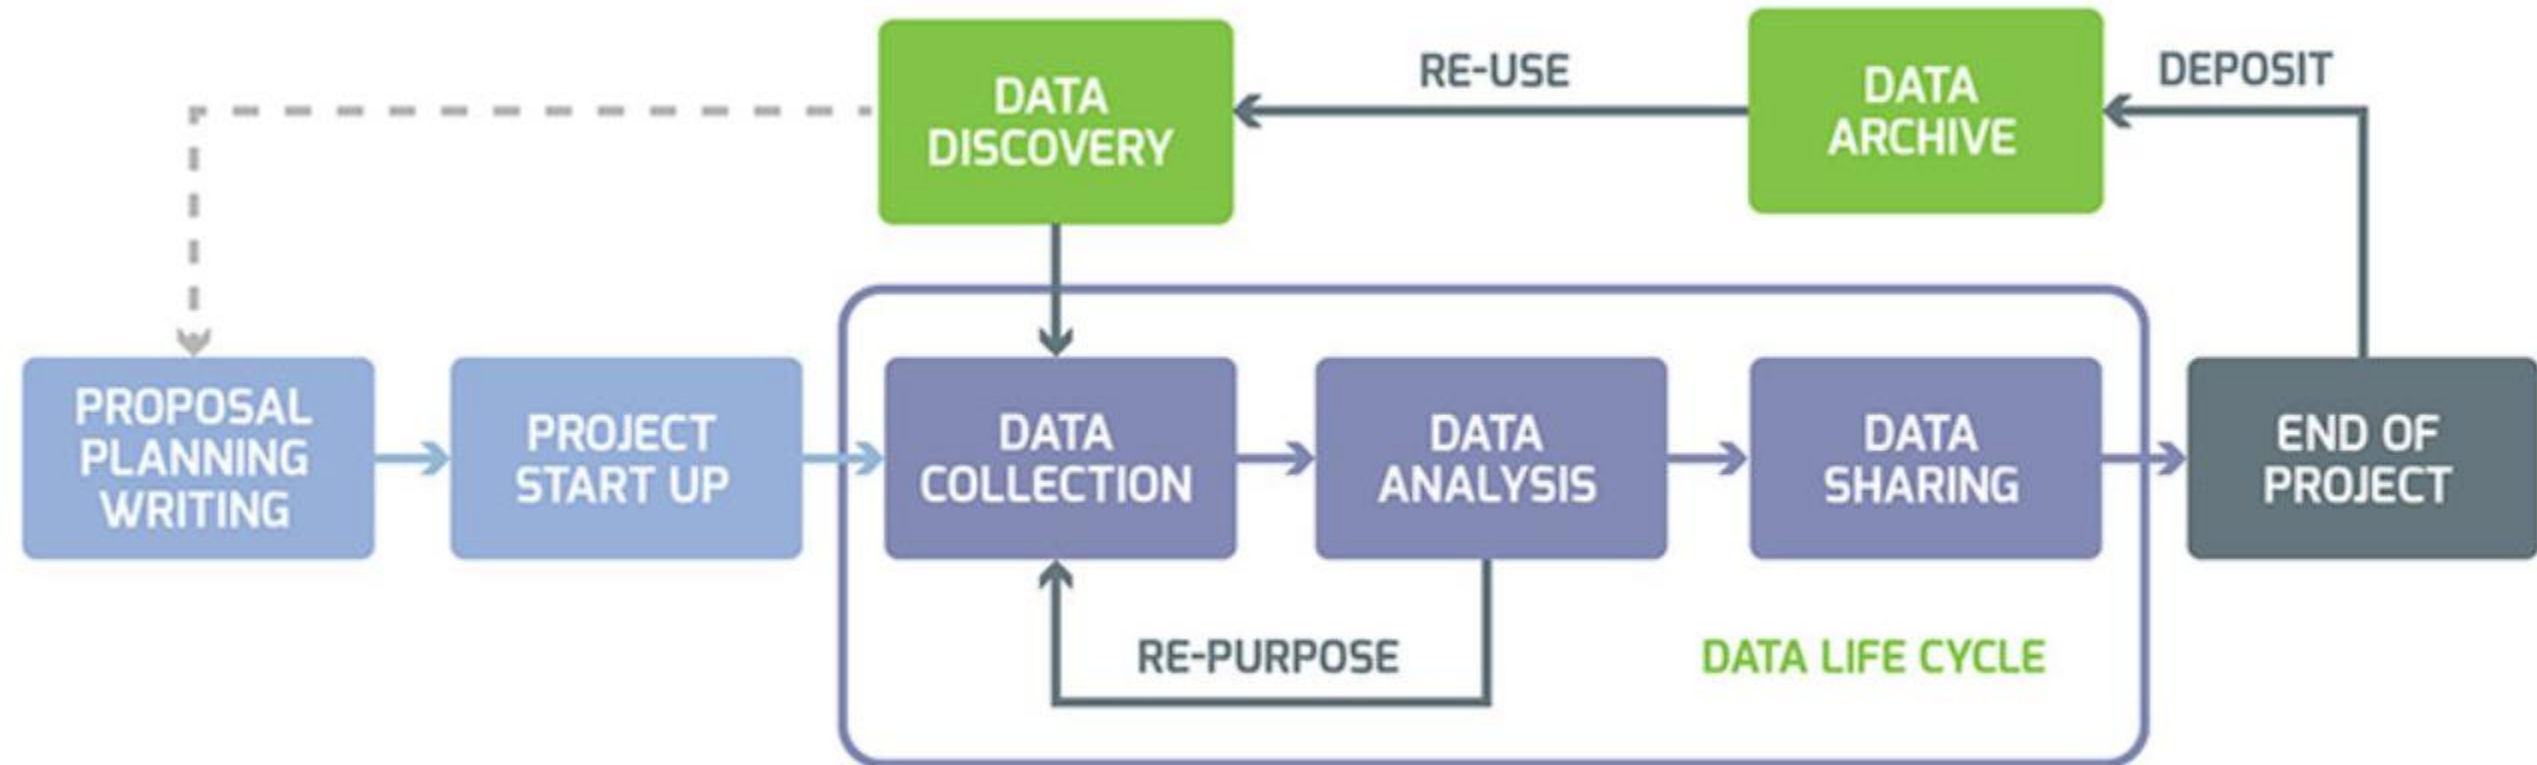 DATA
DISCOVERY
RE-USE
DATA
ARCHIVE
DEPOSIT
PROPOSAL
PLANNING
WRITING
PROJECT
START UP
DATA
COLLECTION
DATA
ANALYSIS
DATA
SHARING
END OF
PROJECT
RE-PURPOSE
DATA LIFE CYCLE